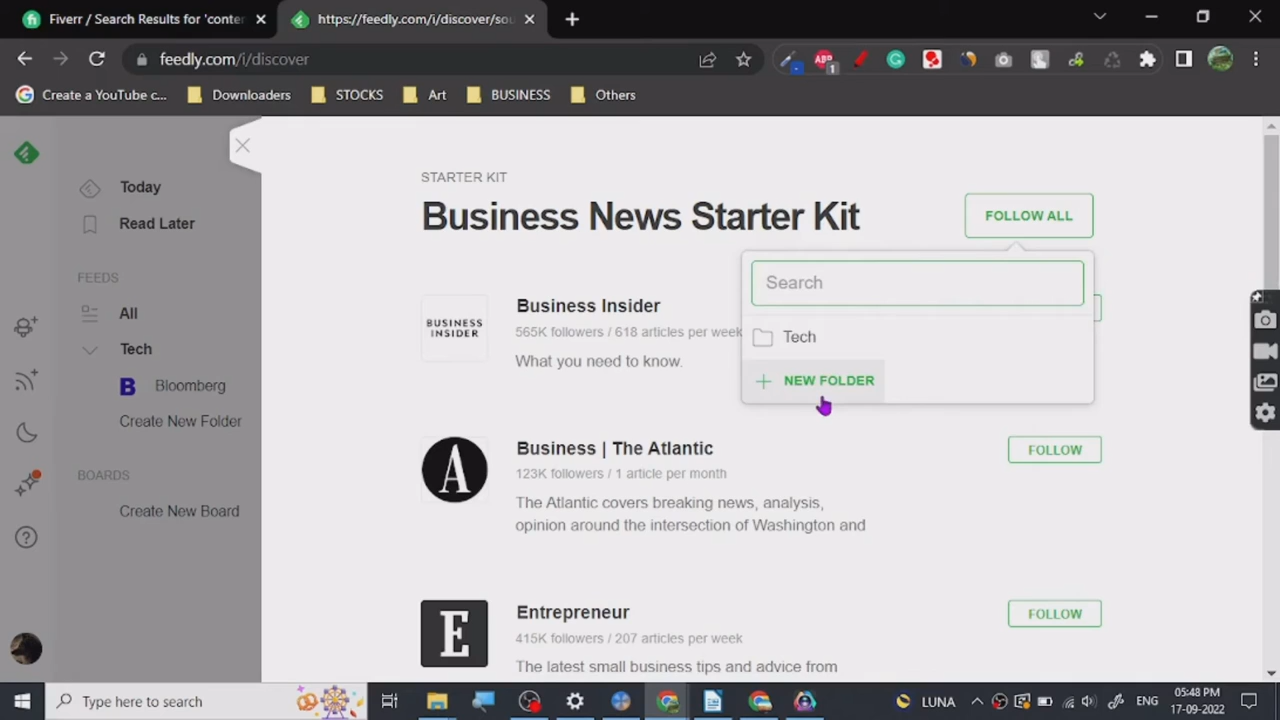 Fiverr / Search Results for 'conter
https://feedly.com/i/discover/sou
feedly.com/i/discover
ABP
1
Create a YouTube c...
Downloaders
STOCKS
Art
BUSINESS
Others
Today
Read Later
FEEDS
All
Tech
B Bloomberg
Create New Folder
BOARDS
Create New Board
STARTER KIT
Business News Starter Kit
FOLLOW ALL
Search
Tech
NEW FOLDER
BUSINESS
INSIDER
Business Insider
565K followers / 618 articles per week
What you need to know.
A
Business | The Atlantic
123K followers / 1 article per month
The Atlantic covers breaking news, analysis,
opinion around the intersection of Washington and
FOLLOW
E
Entrepreneur
415K followers / 207 articles per week
The latest small business tips and advice from
FOLLOW
Type here to search
LUNA
ENG
05:48 PM
17-09-2022